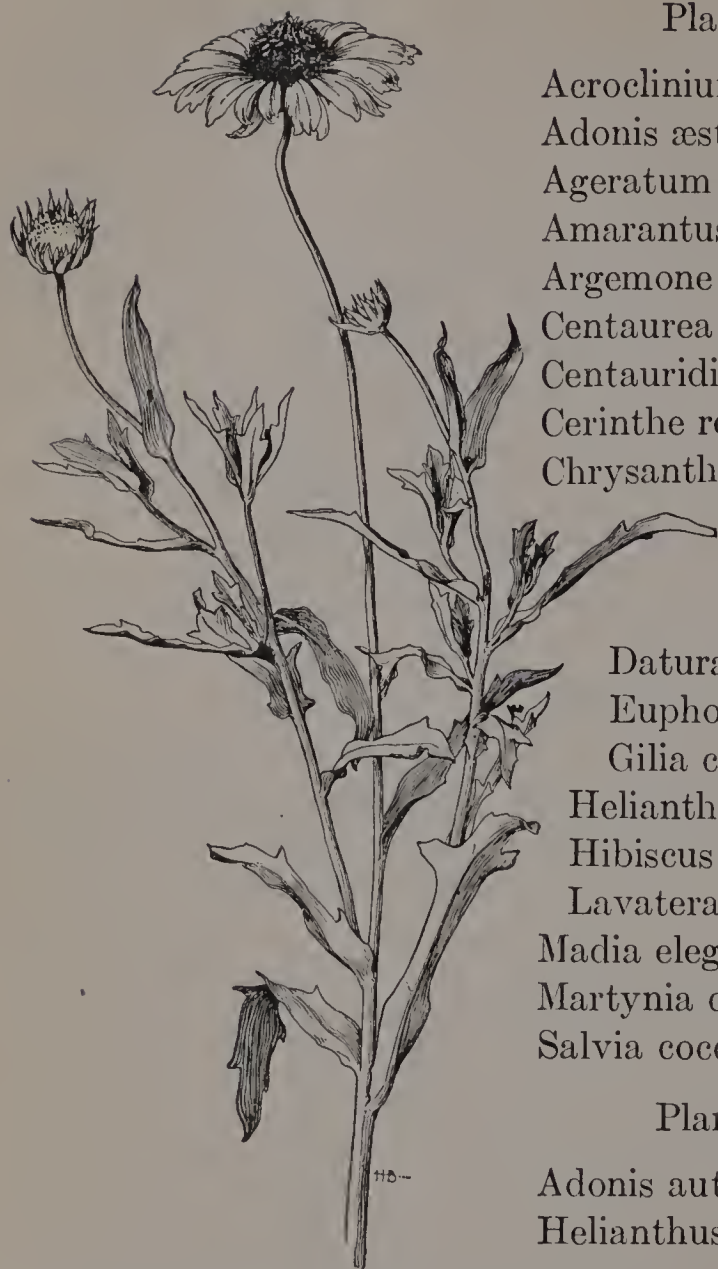 Pla
Acroclinium
Adonis æst
Ageratum
Amarantus
Argemone
Centaurea
Centauridi
Cerinthe r
Chrysanth
Datura
Eupho
Gilia c
Helianth
Hibiscus
Lavatera
Madia eleg
Martynia c
Salvia cocc
Plan
Adonis aut
Helianthus
HB